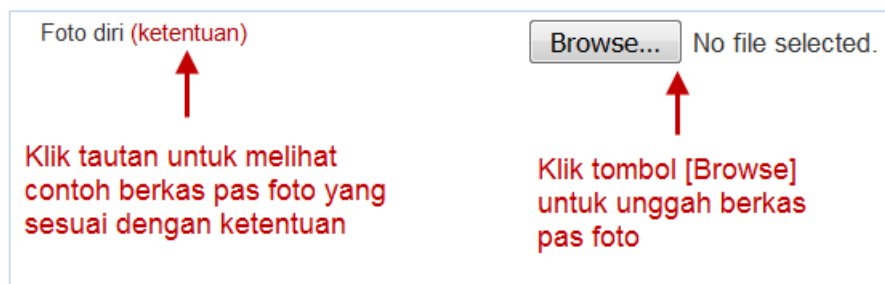 Foto diri (ketentuan)
Browse... No file selected.
Klik tautan untuk melihat
contoh berkas pas foto yang
sesuai dengan ketentuan
Klik tombol [Browse]
untuk unggah berkas
pas foto